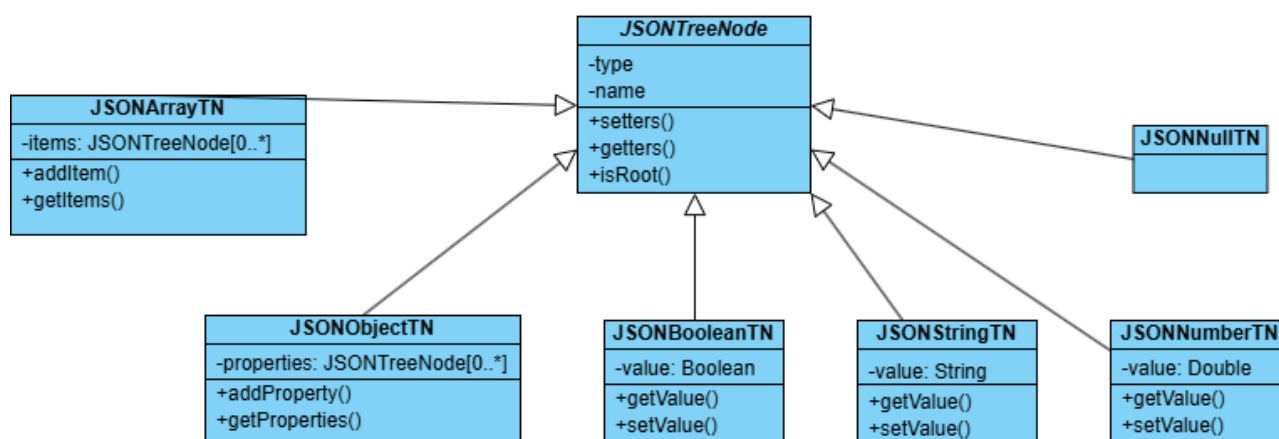 JSONTreeNode
-type
-name
+setters()
+getters()
+isRoot()
JSONArrayTN
-items: JSONTreeNode[0..*]
+addItem()
+getItems()
JSONNullTN
JSONObjectTN
-properties: JSONTreeNode[0..*]
+addProperty()
+getProperties()
JSONBooleanTN
-value: Boolean
+getValue()
+setValue()
JSONStringTN
-value: String
+getValue()
+setValue()
JSONNumberTN
-value: Double
+getValue()
+setValue()